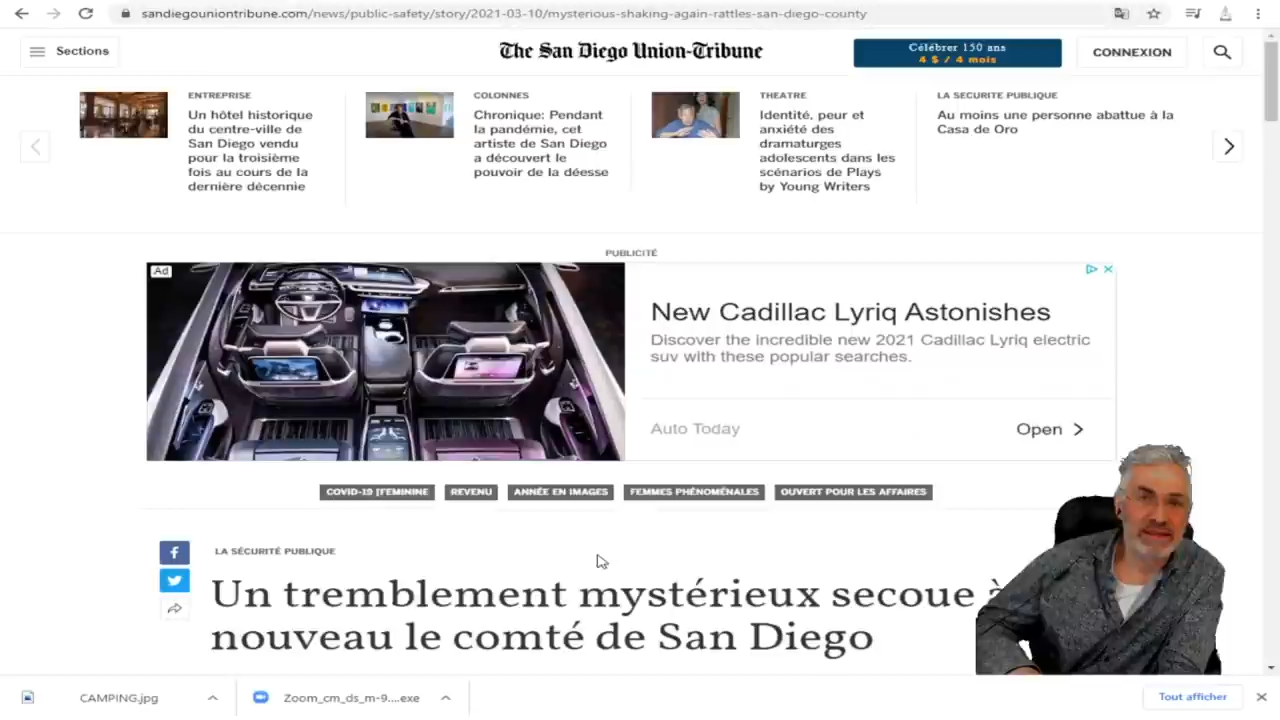 sandiegouniontribune.com/news/public-safety/story/2021-03-10/mysterious-shaking-again-rattles-san-diego-county
Sections
The San Diego Union-Tribune
Célébrer 150 ans
4 $ / 4 mois
CONNEXION
ENTREPRISE
Un hôtel historique
du centre-ville de
San Diego vendu
pour la troisième
fois au cours de la
dernière décennie
COLONNES
Chronique: Pendant
la pandémie, cet
artiste de San Diego
a découvert le
pouvoir de la déesse
THEATRE
Identité, peur et
anxiété des
dramaturges
adolescents dans les
scénarios de Plays
by Young Writers
LA SECURITE PUBLIQUE
Au moins une personne abattue à la
Casa de Oro
PUBLICITÉ
Ad
New Cadillac Lyriq Astonishes
Discover the incredible new 2021 Cadillac Lyriq electric
suv with these popular searches.
Auto Today
Open
COVID-19 [FEMININE
REVENU
ANNÉE EN IMAGES
FEMMES PHÉNOMÉNALES
OUVERT POUR LES AFFAIRES
LA SÉCURITÉ PUBLIQUE
Un tremblement mystérieux secoue à
nouveau le comté de San Diego
CAMPING.jpg
Zoom_cm_ds_m-9....exe
Tout afficher